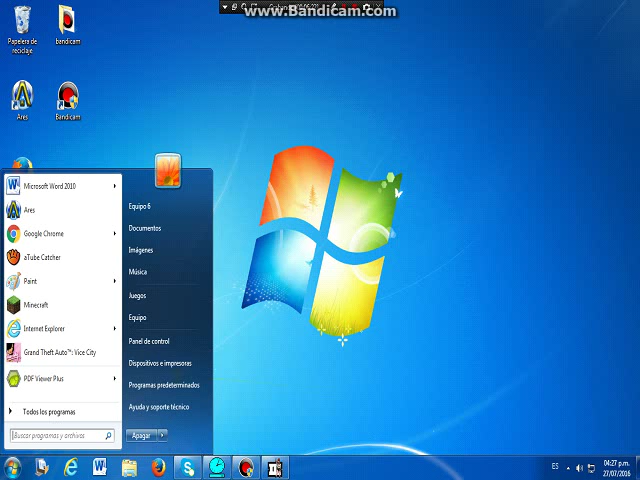 www.Bandicam.com
Papelera de
reciclaje
bandicam
Ares
Bandicam
Microsoft Word 2010
Ares
Google Chrome
aTube Catcher
Paint
Minecraft
Internet Explorer
Grand Theft Auto™: Vice City
PDF Viewer Plus
Todos los programas
Buscar programas y archivos
Equipo 6
Documentos
Imágenes
Música
Juegos
Equipo
Panel de control
Dispositivos e impresoras
Programas predeterminados
Ayuda y soporte técnico
Apagar
ES
04:27 p.m.
27/07/2016